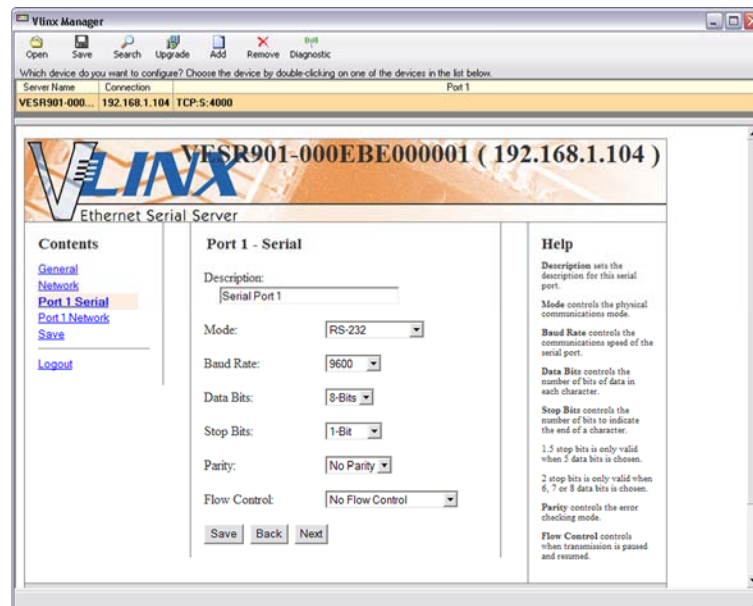 Vlinx Manager
Open Save Search Upgrade Add Remove Diagnostic
Which device do you want to configure? Choose the device by double-clicking on one of the devices in the list below.
Server Name Connection Port 1
VESR901-000... 192.168.1.104 TCP:S:4000
VLINX
VESR901-000EBE000001 ( 192.168.1.104 )
Ethernet Serial Server
Contents
General
Network
Port 1 Serial
Port 1 Network
Save
Logout
Port 1 - Serial
Description:
Serial Port 1
Mode: RS-232
Baud Rate: 9600
Data Bits: 8-Bits
Stop Bits: 1-Bit
Parity: No Parity
Flow Control: No Flow Control
Save Back Next
Help
Description sets the
description for this serial
port.
Mode controls the physical
communications mode.
Baud Rate controls the
communications speed of the
serial port.
Data Bits controls the
number of bits of data in
each character.
Stop Bits controls the
number of bits to indicate
the end of a character.
1.5 stop bits is only valid
when 5 data bits is chosen.
2 stop bits is only valid when
6, 7 or 8 data bits is chosen.
Parity controls the error
checking mode.
Flow Control controls
when transmission is paused
and resumed.